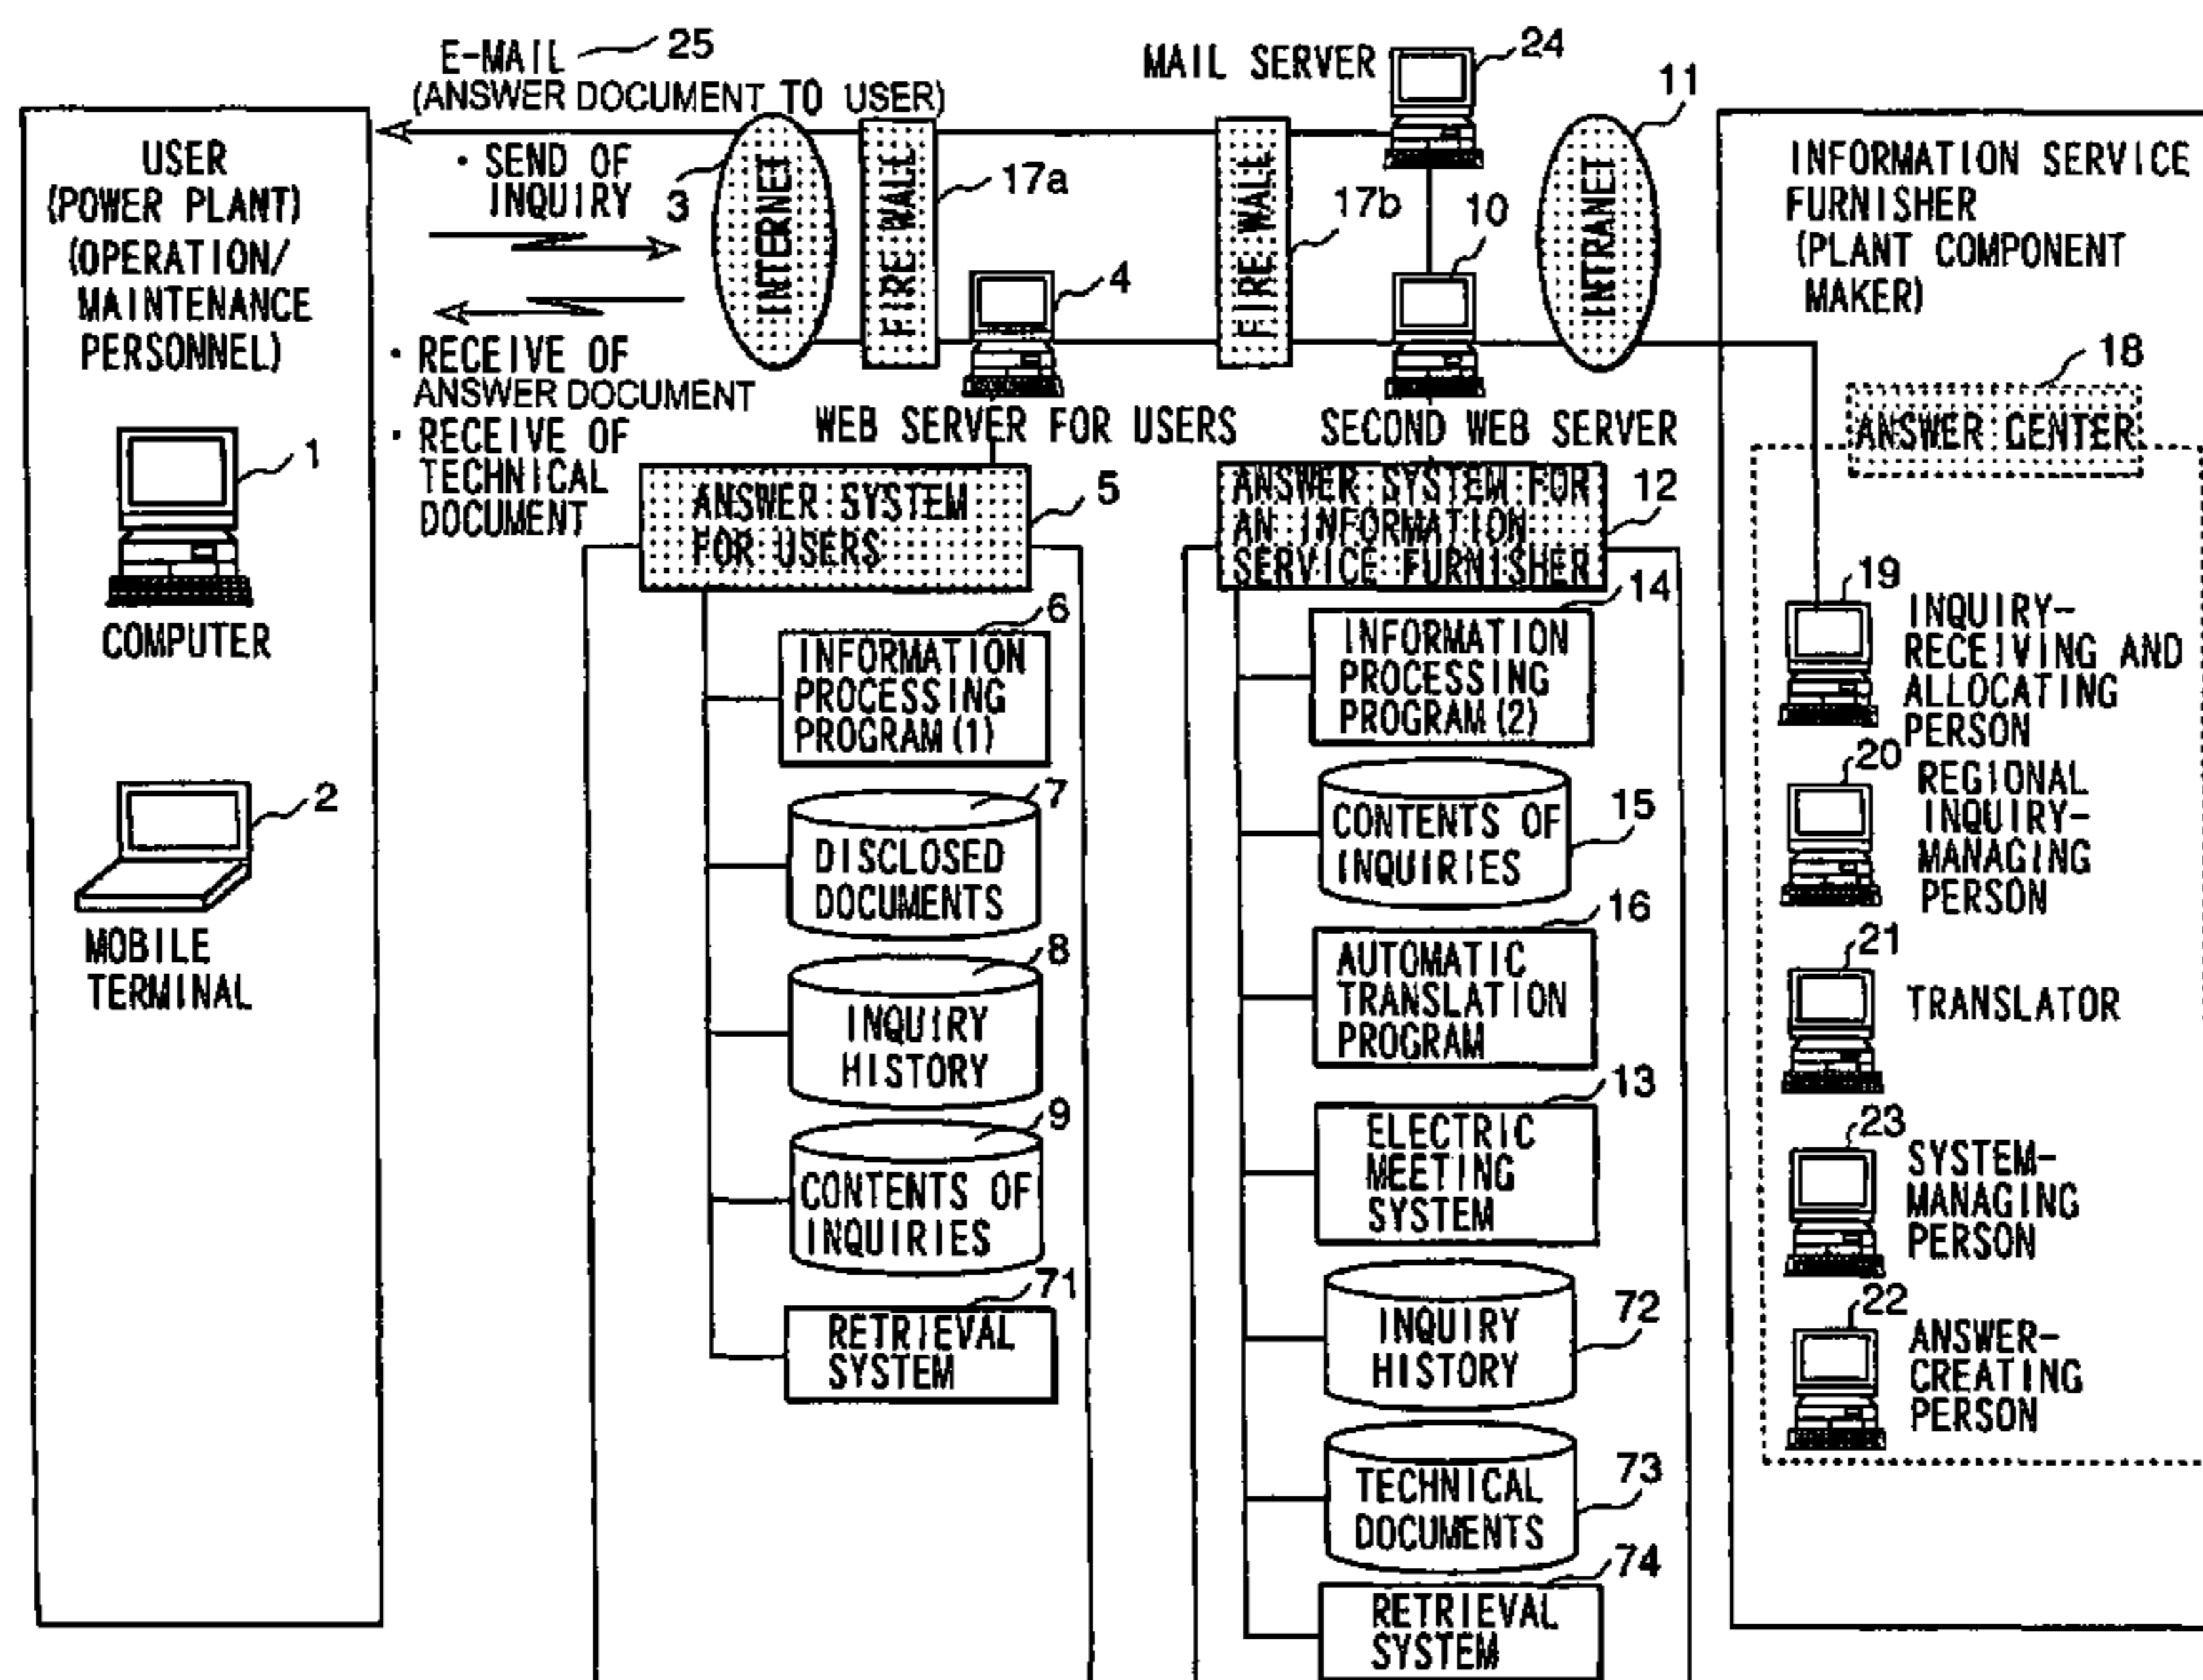 E-MAIL 25
(ANSWER DOCUMENT TO USER)
MAIL SERVER
24
11
USER
(POWER PLANT)
(OPERATION/
MAINTENANCE
PERSONNEL)
• SEND OF
INQUIRY
3
INTERNET
FIRE WALL
17a
FIRE WALL
17b
10
INTRANET
4
• RECEIVE OF
ANSWER DOCUMENT
• RECEIVE OF
TECHNICAL
DOCUMENT
WEB SERVER FOR USERS
SECOND WEB SERVER
INFORMATION SERVICE
FURNISHER
(PLANT COMPONENT
MAKER)
18
ANSWER CENTER
1
COMPUTER
2
MOBILE
TERMINAL
ANSWER SYSTEM
FOR USERS
5
6
INFORMATION
PROCESSING
PROGRAM (1)
7
DISCLOSED
DOCUMENTS
8
INQUIRY
HISTORY
9
CONTENTS OF
INQUIRIES
71
RETRIEVAL
SYSTEM
ANSWER SYSTEM FOR
AN INFORMATION
SERVICE FURNISHER
12
14
INFORMATION
PROCESSING
PROGRAM (2)
CONTENTS OF
INQUIRIES
15
16
AUTOMATIC
TRANSLATION
PROGRAM
13
ELECTRIC
MEETING
SYSTEM
INQUIRY
HISTORY
72
TECHNICAL
DOCUMENTS
73
74
RETRIEVAL
SYSTEM
19
INQUIRY-
RECEIVING AND
ALLOCATING
PERSON
20
REGIONAL
INQUIRY-
MANAGING
PERSON
21
TRANSLATOR
23
SYSTEM-
MANAGING
PERSON
22
ANSWER-
CREATING
PERSON